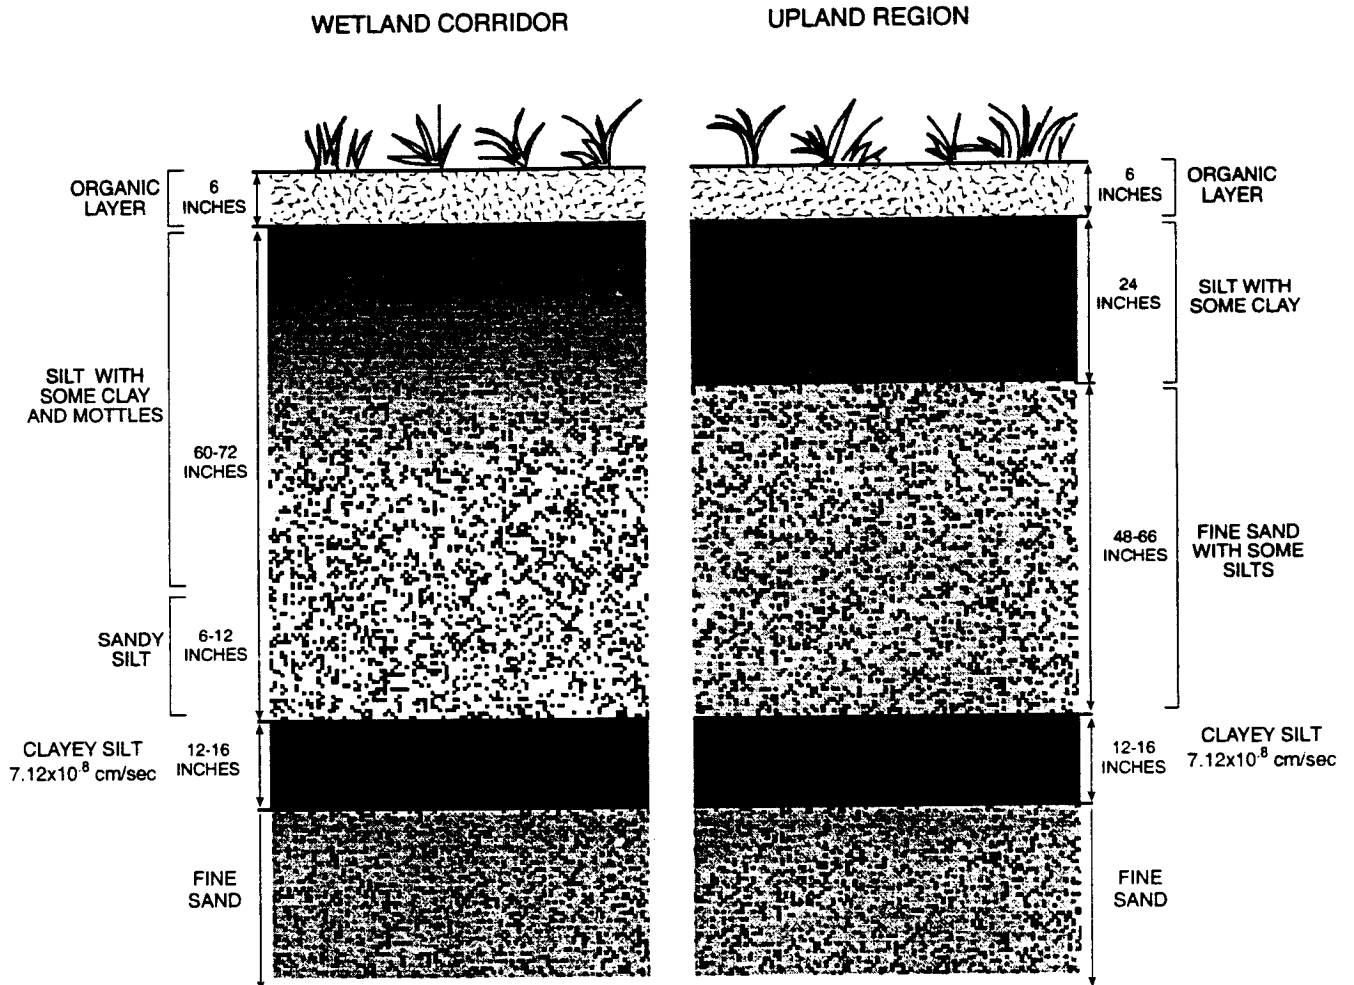 WETLAND CORRIDOR
UPLAND REGION
ORGANIC
LAYER
6
INCHES
SILT WITH
SOME CLAY
AND MOTTLES
60-72
INCHES
SANDY
SILT
6-12
INCHES
CLAYEY SILT
7.12x10-8 cm/sec
12-16
INCHES
FINE
SAND
6
INCHES
ORGANIC
LAYER
24
INCHES
SILT WITH
SOME CLAY
48-66
INCHES
FINE SAND
WITH SOME
SILTS
12-16
INCHES
CLAYEY SILT
7.12x10-8 cm/sec
FINE
SAND